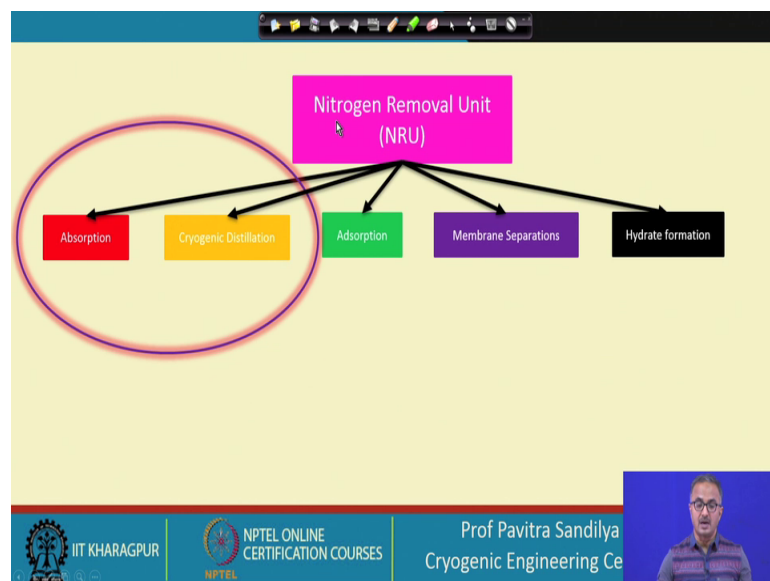 Nitrogen Removal Unit
(NRU)
Absorption
Cryogenic Distillation
Adsorption
Membrane Separations
Hydrate formation
IIT KHARAGPUR
NPTEL
NPTEL ONLINE
CERTIFICATION COURSES
Prof Pavitra Sandilya
Cryogenic Engineering Ce